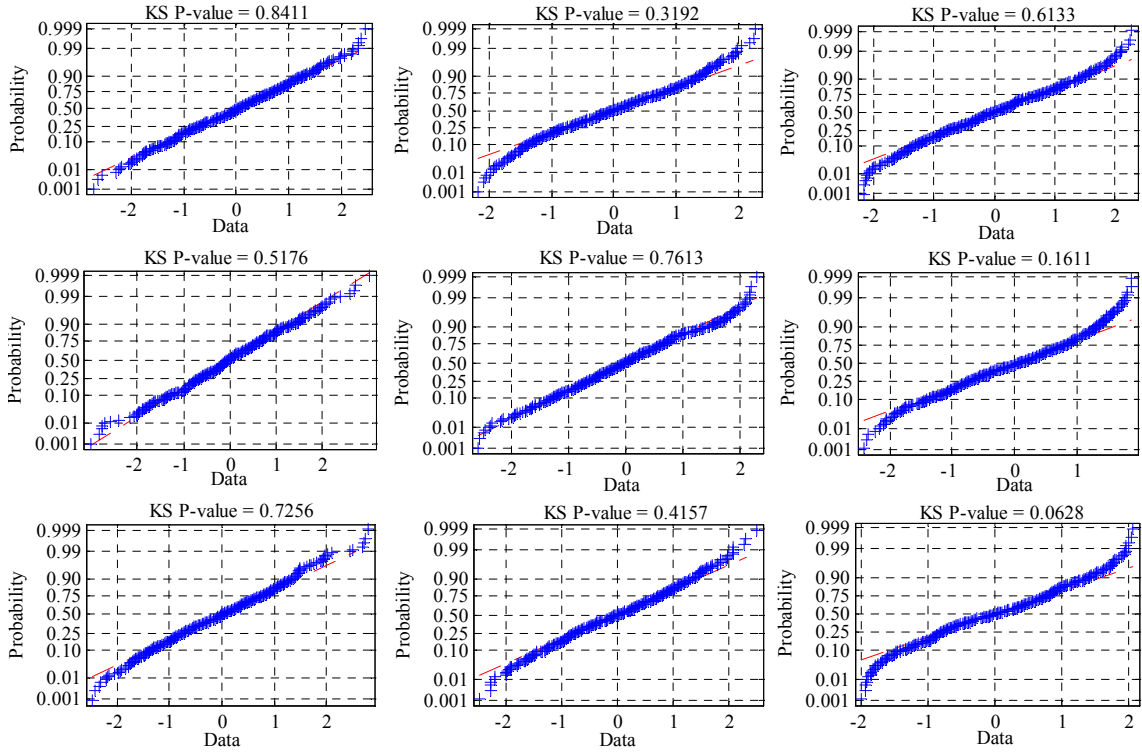 KS P-value = 0.8411
0.999
0.99
0.90
0.75
0.50
0.25
0.10
0.01
0.001
Probability
-2 -1 0 1 2
Data
KS P-value = 0.3192
0.999
0.99
0.90
0.75
0.50
0.25
0.10
0.01
0.001
Probability
-2 -1 0 1 2
Data
KS P-value = 0.6133
0.999
0.99
0.90
0.75
0.50
0.25
0.10
0.01
0.001
Probability
-2 -1 0 1 2
Data
KS P-value = 0.5176
0.999
0.99
0.90
0.75
0.50
0.25
0.10
0.01
0.001
Probability
-2 -1 0 1 2
Data
KS P-value = 0.7613
0.999
0.99
0.90
0.75
0.50
0.25
0.10
0.01
0.001
Probability
-2 -1 0 1 2
Data
KS P-value = 0.1611
0.999
0.99
0.90
0.75
0.50
0.25
0.10
0.01
0.001
Probability
-2 -1 0 1
Data
KS P-value = 0.7256
0.999
0.99
0.90
0.75
0.50
0.25
0.10
0.01
0.001
Probability
-2 -1 0 1 2
Data
KS P-value = 0.4157
0.999
0.99
0.90
0.75
0.50
0.25
0.10
0.01
0.001
Probability
-2 -1 0 1 2
Data
KS P-value = 0.0628
0.999
0.99
0.90
0.75
0.50
0.25
0.10
0.01
0.001
Probability
-2 -1 0 1 2
Data